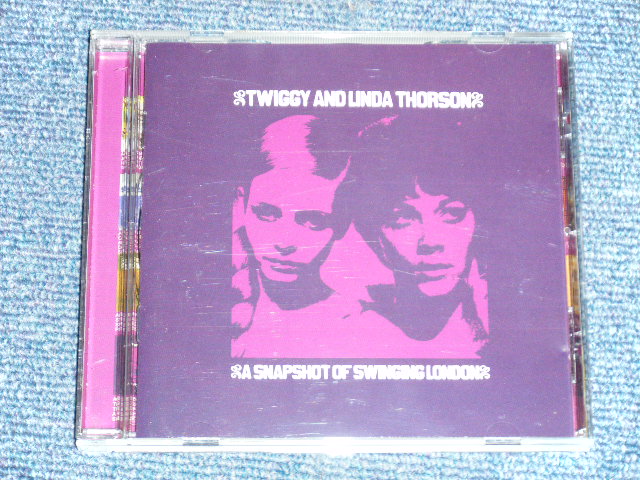 TWIGGY AND LINDA THORSON
A SNAPSHOT OF SWINGING LONDON